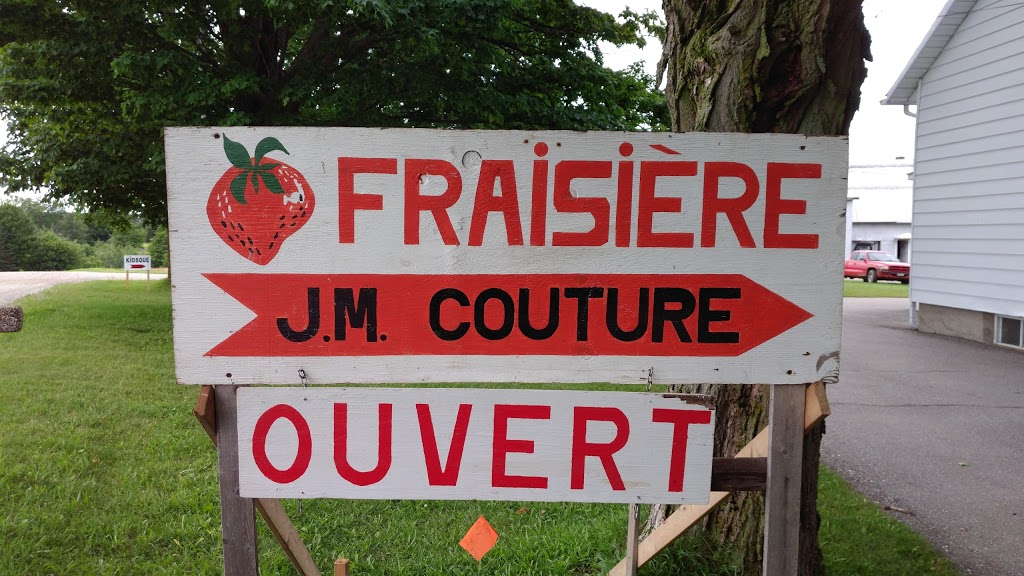 FRAISIÈRE
J.M. COUTURE
OUVERT
KIOSQUE